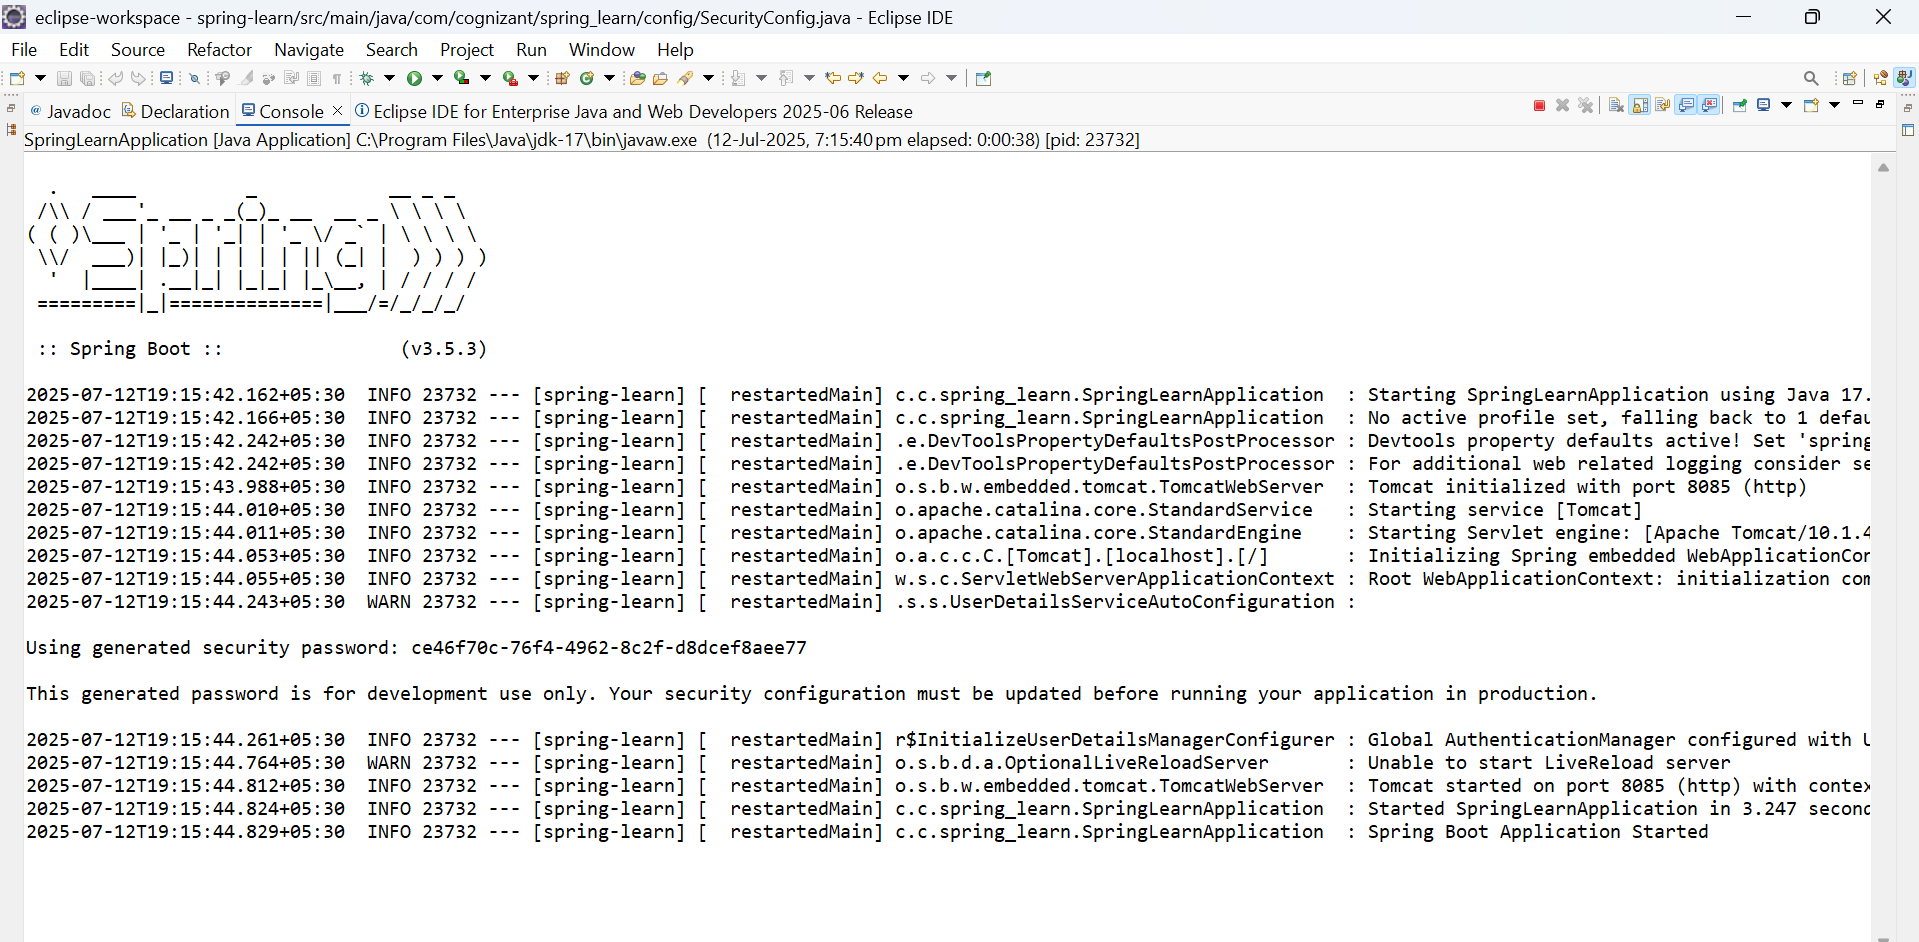 eclipse-workspace - spring-learn/src/main/java/com/cognizant/spring_learn/config/SecurityConfig.java - Eclipse IDE
File Edit Source Refactor Navigate Search Project Run Window Help
@ Javadoc Declaration Console Eclipse IDE for Enterprise Java and Web Developers 2025-06 Release
SpringLearnApplication [Java Application] C:\Program Files\Java\jdk-17\bin\javaw.exe (12-Jul-2025, 7:15:40 pm elapsed: 0:00:38) [pid: 23732]
  .   ____          _            __ _ _
 /\\ / ___'_ __ _ _(_)_ __  __ _ \ \ \ \
( ( )\___ | '_ | '_| | '_ \/ _` | \ \ \ \
 \\/  ___)| |_)| | | | | || (_| |  ) ) ) )
  '  |____| .__|_| |_|_| |_\__, | / / / /
 =========|_|==============|___/=/_/_/_/
 :: Spring Boot ::                (v3.5.3)
2025-07-12T19:15:42.162+05:30  INFO 23732 --- [spring-learn] [  restartedMain] c.c.spring_learn.SpringLearnApplication  : Starting SpringLearnApplication using Java 17.
2025-07-12T19:15:42.166+05:30  INFO 23732 --- [spring-learn] [  restartedMain] c.c.spring_learn.SpringLearnApplication  : No active profile set, falling back to 1 defau
2025-07-12T19:15:42.242+05:30  INFO 23732 --- [spring-learn] [  restartedMain] .e.DevToolsPropertyDefaultsPostProcessor : Devtools property defaults active! Set 'spring
2025-07-12T19:15:42.242+05:30  INFO 23732 --- [spring-learn] [  restartedMain] .e.DevToolsPropertyDefaultsPostProcessor : For additional web related logging consider se
2025-07-12T19:15:43.988+05:30  INFO 23732 --- [spring-learn] [  restartedMain] o.s.b.w.embedded.tomcat.TomcatWebServer  : Tomcat initialized with port 8085 (http)
2025-07-12T19:15:44.010+05:30  INFO 23732 --- [spring-learn] [  restartedMain] o.apache.catalina.core.StandardService   : Starting service [Tomcat]
2025-07-12T19:15:44.011+05:30  INFO 23732 --- [spring-learn] [  restartedMain] o.apache.catalina.core.StandardEngine    : Starting Servlet engine: [Apache Tomcat/10.1.4
2025-07-12T19:15:44.053+05:30  INFO 23732 --- [spring-learn] [  restartedMain] o.a.c.c.C.[Tomcat].[localhost].[/]       : Initializing Spring embedded WebApplicationCon
2025-07-12T19:15:44.055+05:30  INFO 23732 --- [spring-learn] [  restartedMain] w.s.c.ServletWebServerApplicationContext : Root WebApplicationContext: initialization com
2025-07-12T19:15:44.243+05:30  WARN 23732 --- [spring-learn] [  restartedMain] .s.s.UserDetailsServiceAutoConfiguration :
Using generated security password: ce46f70c-76f4-4962-8c2f-d8dcef8aee77
This generated password is for development use only. Your security configuration must be updated before running your application in production.
2025-07-12T19:15:44.261+05:30  INFO 23732 --- [spring-learn] [  restartedMain] r$InitializeUserDetailsManagerConfigurer : Global AuthenticationManager configured with U
2025-07-12T19:15:44.764+05:30  WARN 23732 --- [spring-learn] [  restartedMain] o.s.b.d.a.OptionalLiveReloadServer       : Unable to start LiveReload server
2025-07-12T19:15:44.812+05:30  INFO 23732 --- [spring-learn] [  restartedMain] o.s.b.w.embedded.tomcat.TomcatWebServer  : Tomcat started on port 8085 (http) with contex
2025-07-12T19:15:44.824+05:30  INFO 23732 --- [spring-learn] [  restartedMain] c.c.spring_learn.SpringLearnApplication  : Started SpringLearnApplication in 3.247 second
2025-07-12T19:15:44.829+05:30  INFO 23732 --- [spring-learn] [  restartedMain] c.c.spring_learn.SpringLearnApplication  : Spring Boot Application Started